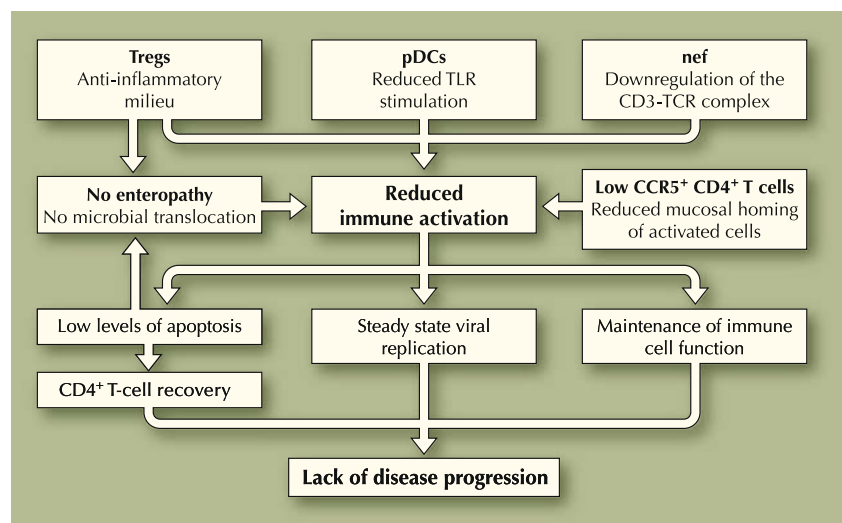 Tregs
Anti-inflammatory
milieu
pDCs
Reduced TLR
stimulation
nef
Downregulation of the
CD3-TCR complex
No enteropathy
No microbial translocation
Reduced
immune activation
Low CCR5⁺ CD4⁺ T cells
Reduced mucosal homing
of activated cells
Low levels of apoptosis
Steady state viral
replication
Maintenance of immune
cell function
CD4⁺ T-cell recovery
Lack of disease progression